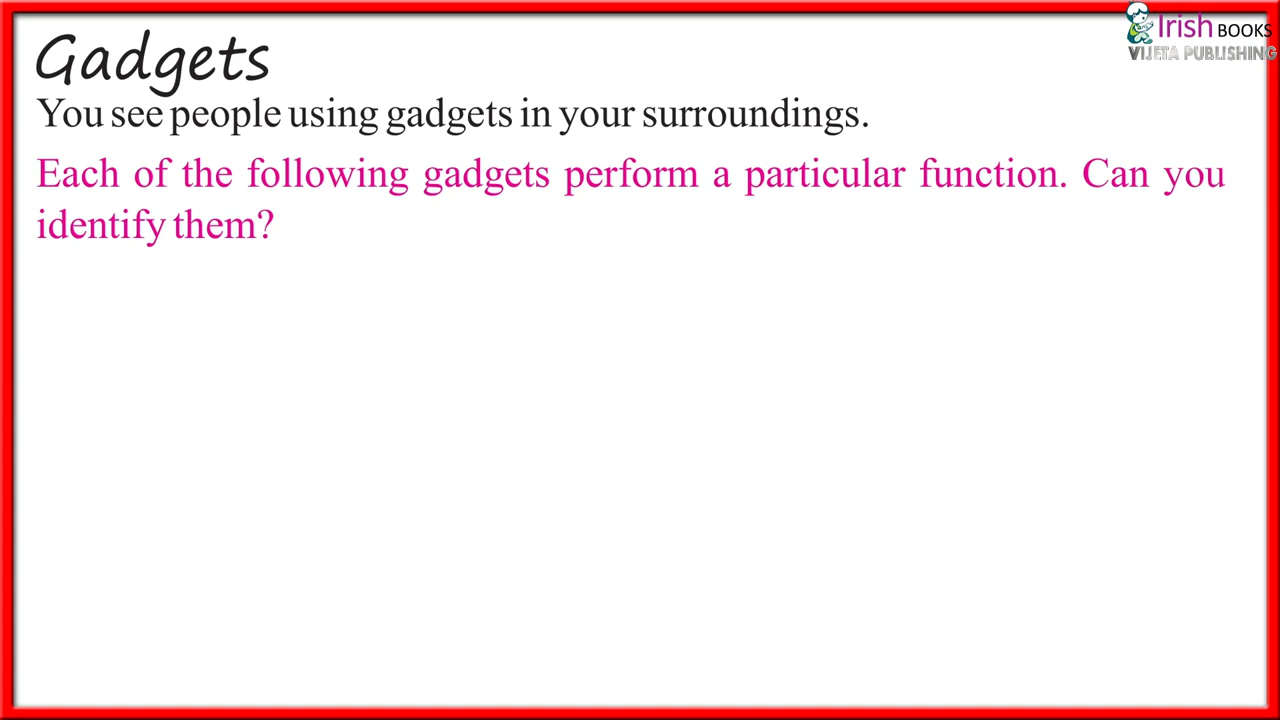 Irish BOOKS
VIJETA PUBLISHING
Gadgets
You see people using gadgets in your surroundings.
Each of the following gadgets perform a particular function. Can you
identify them?